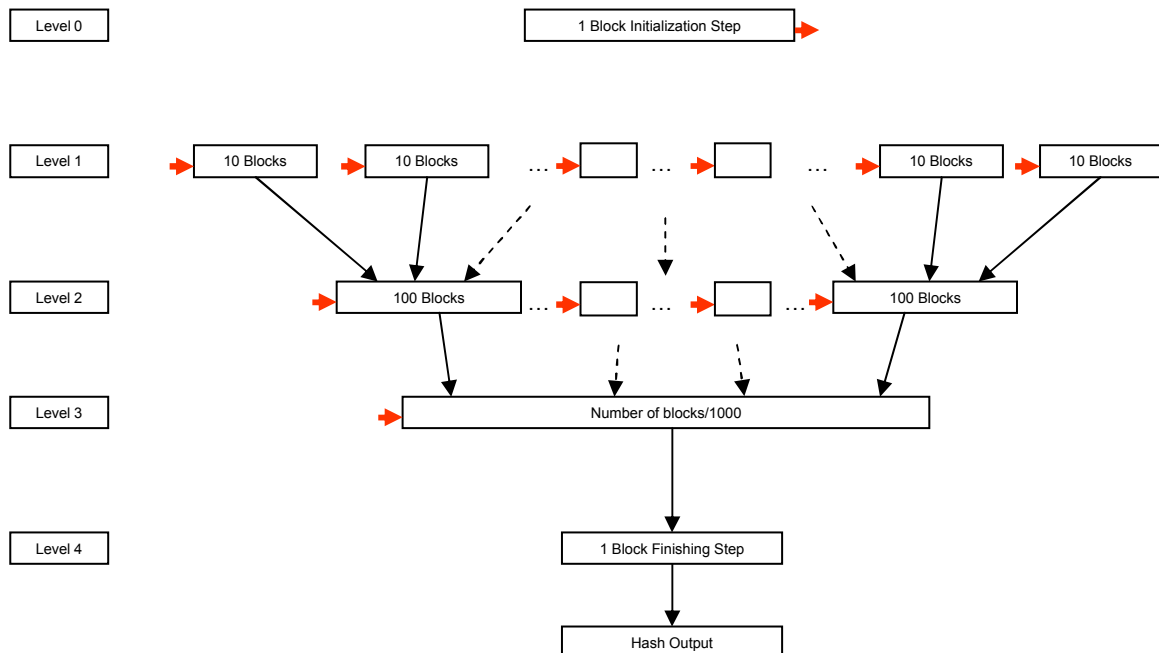 Level 0
1 Block Initialization Step
Level 1
10 Blocks
10 Blocks
...
...
...
10 Blocks
10 Blocks
Level 2
100 Blocks
...
...
...
100 Blocks
Level 3
Number of blocks/1000
Level 4
1 Block Finishing Step
Hash Output